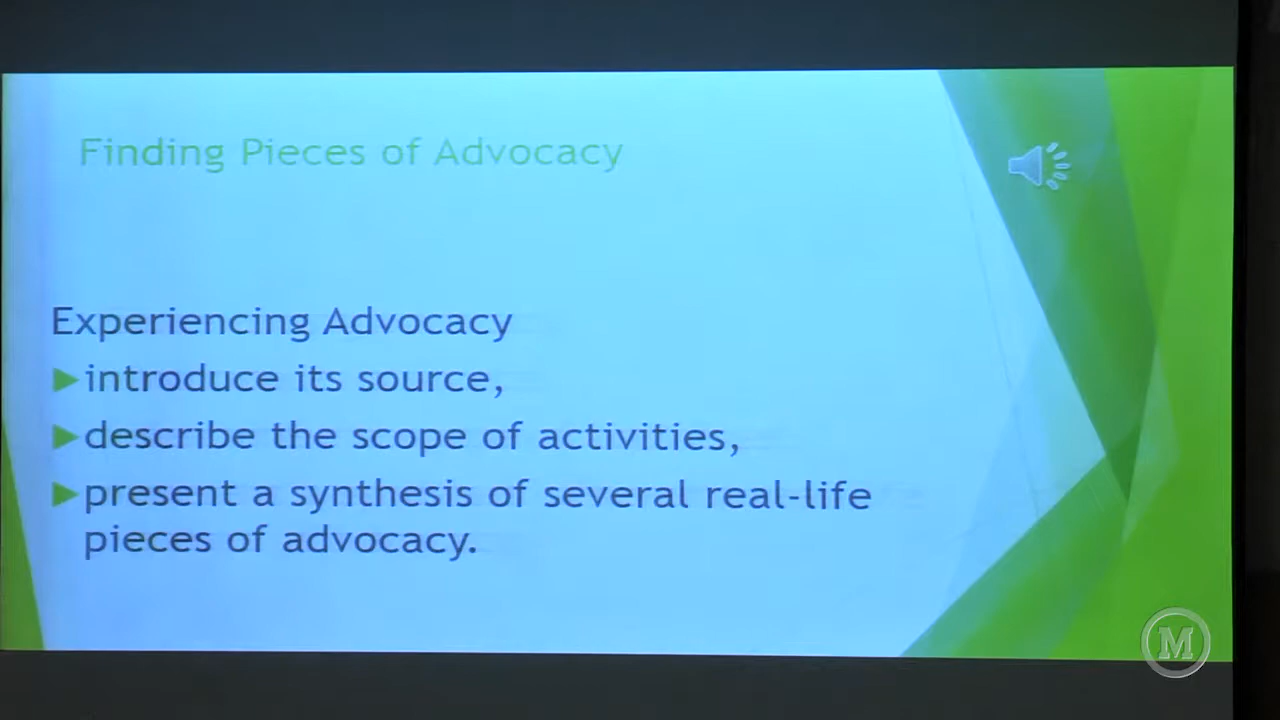 Finding Pieces of Advocacy
Experiencing Advocacy
introduce its source,
describe the scope of activities,
present a synthesis of several real-life
pieces of advocacy.
M